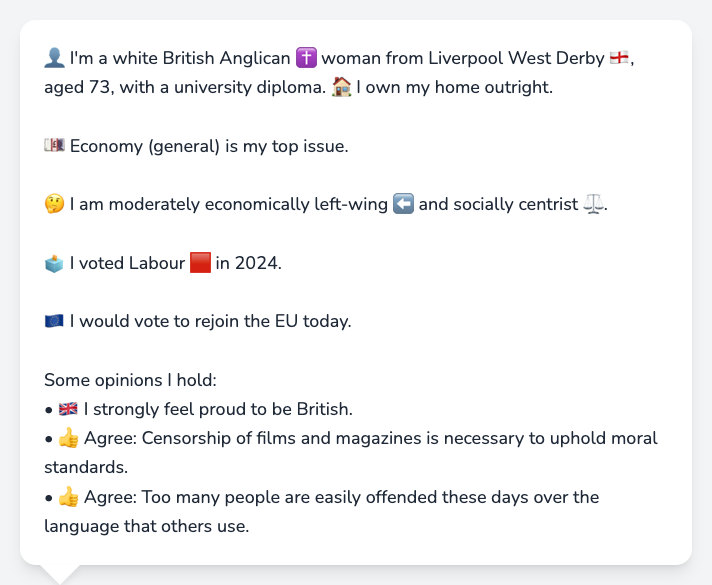 👤 I'm a white British Anglican ✝️ woman from Liverpool West Derby 🏴󠁧󠁢󠁥󠁮󠁧󠁿,
aged 73, with a university diploma. 🏠 I own my home outright.
💷 Economy (general) is my top issue.
🤔 I am moderately economically left-wing ⬅️ and socially centrist ⚖️.
🗳️ I voted Labour 🟥 in 2024.
🇪🇺 I would vote to rejoin the EU today.
Some opinions I hold:
• 🇬🇧 I strongly feel proud to be British.
• 👍 Agree: Censorship of films and magazines is necessary to uphold moral
standards.
• 👍 Agree: Too many people are easily offended these days over the
language that others use.